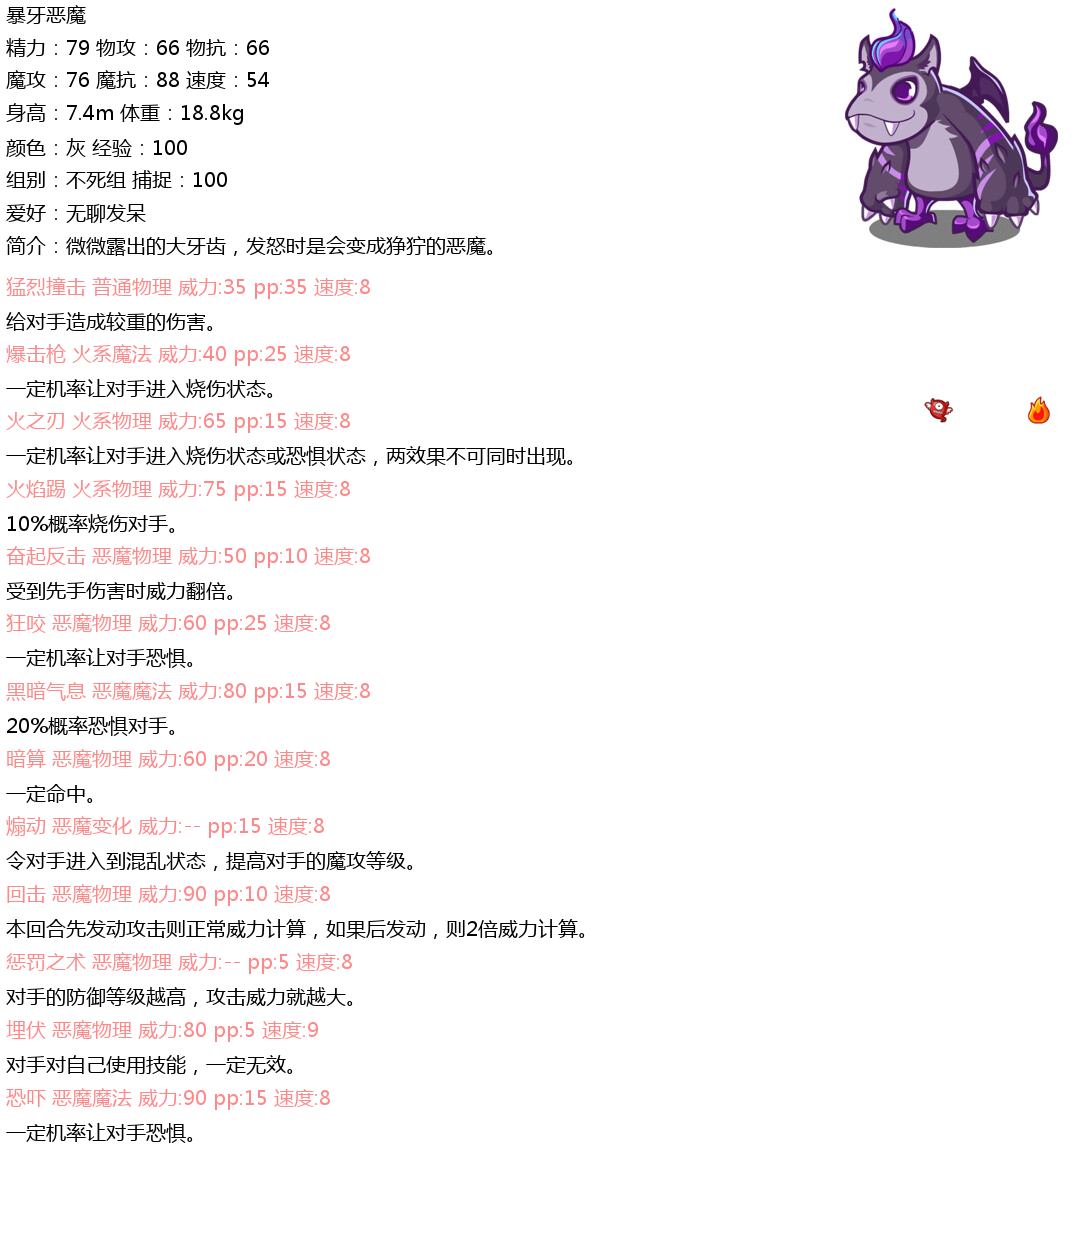 暴牙恶魔
精力：79 物攻：66 物抗：66
魔攻：76 魔抗：88 速度：54
身高：7.4m 体重：18.8kg
颜色：灰 经验：100
组别：不死组 捕捉：100
爱好：无聊发呆
简介：微微露出的大牙齿，发怒时是会变成狰狞的恶魔。
猛烈撞击 普通物理 威力:35 pp:35 速度:8
给对手造成较重的伤害。
爆击枪 火系魔法 威力:40 pp:25 速度:8
一定机率让对手进入烧伤状态。
火之刃 火系物理 威力:65 pp:15 速度:8
一定机率让对手进入烧伤状态或恐惧状态，两效果不可同时出现。
火焰踢 火系物理 威力:75 pp:15 速度:8
10%概率烧伤对手。
奋起反击 恶魔物理 威力:50 pp:10 速度:8
受到先手伤害时威力翻倍。
狂咬 恶魔物理 威力:60 pp:25 速度:8
一定机率让对手恐惧。
黑暗气息 恶魔魔法 威力:80 pp:15 速度:8
20%概率恐惧对手。
暗算 恶魔物理 威力:60 pp:20 速度:8
一定命中。
煽动 恶魔变化 威力:-- pp:15 速度:8
令对手进入到混乱状态，提高对手的魔攻等级。
回击 恶魔物理 威力:90 pp:10 速度:8
本回合先发动攻击则正常威力计算，如果后发动，则2倍威力计算。
惩罚之术 恶魔物理 威力:-- pp:5 速度:8
对手的防御等级越高，攻击威力就越大。
埋伏 恶魔物理 威力:80 pp:5 速度:9
对手对自己使用技能，一定无效。
恐吓 恶魔魔法 威力:90 pp:15 速度:8
一定机率让对手恐惧。